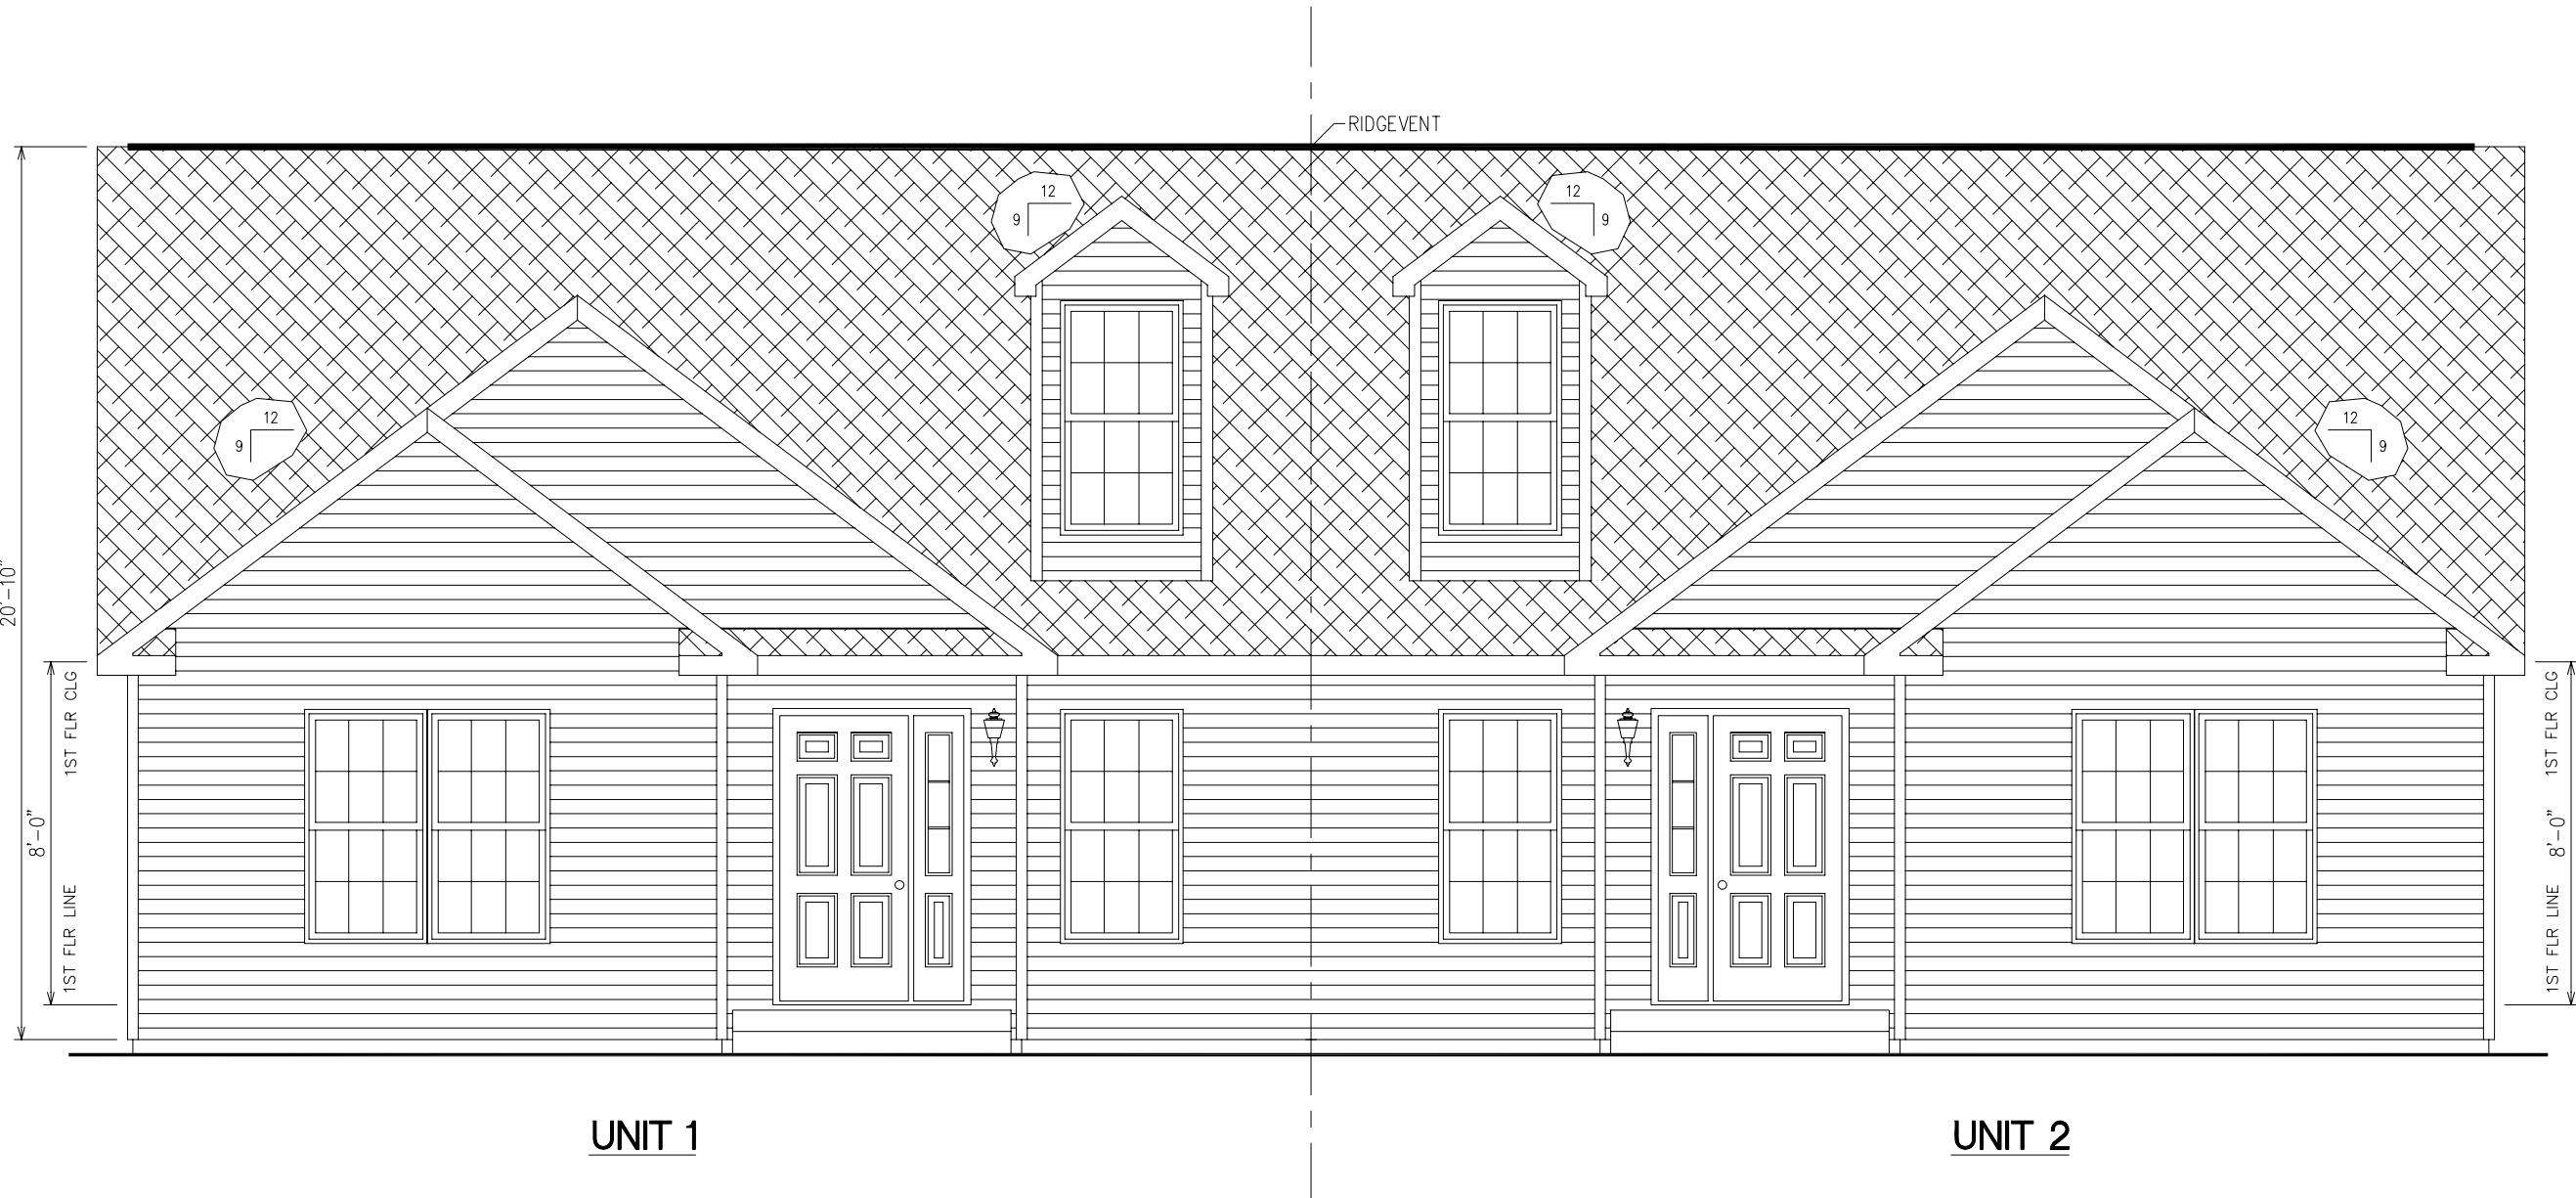 RIDGEVENT
12
9
12
9
12
9
12
9
20'-10"
8'-0"
1ST FLR CLG
1ST FLR LINE
1ST FLR CLG
8'-0"
1ST FLR LINE
UNIT 1
UNIT 2